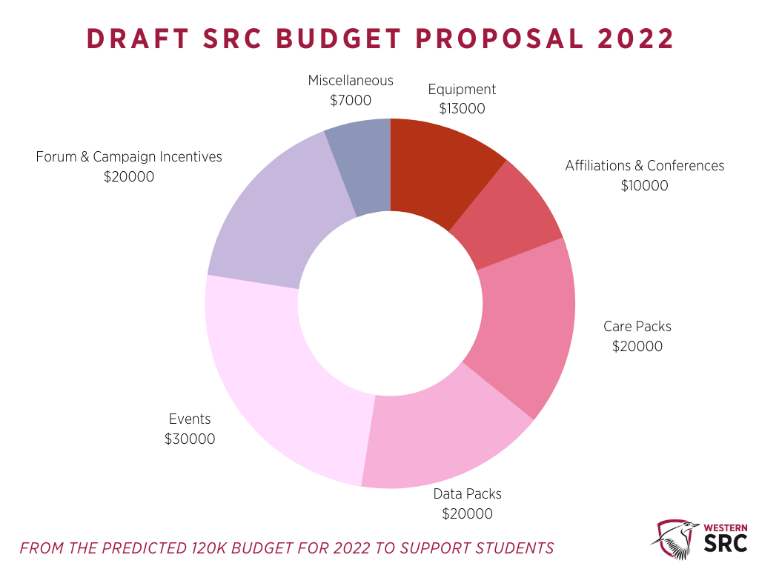 DRAFT SRC BUDGET PROPOSAL 2022
Miscellaneous
$7000
Equipment
$13000
Forum & Campaign Incentives
$20000
Affiliations & Conferences
$10000
Care Packs
$20000
Events
$30000
Data Packs
$20000
FROM THE PREDICTED 120K BUDGET FOR 2022 TO SUPPORT STUDENTS
WESTERN
SRC